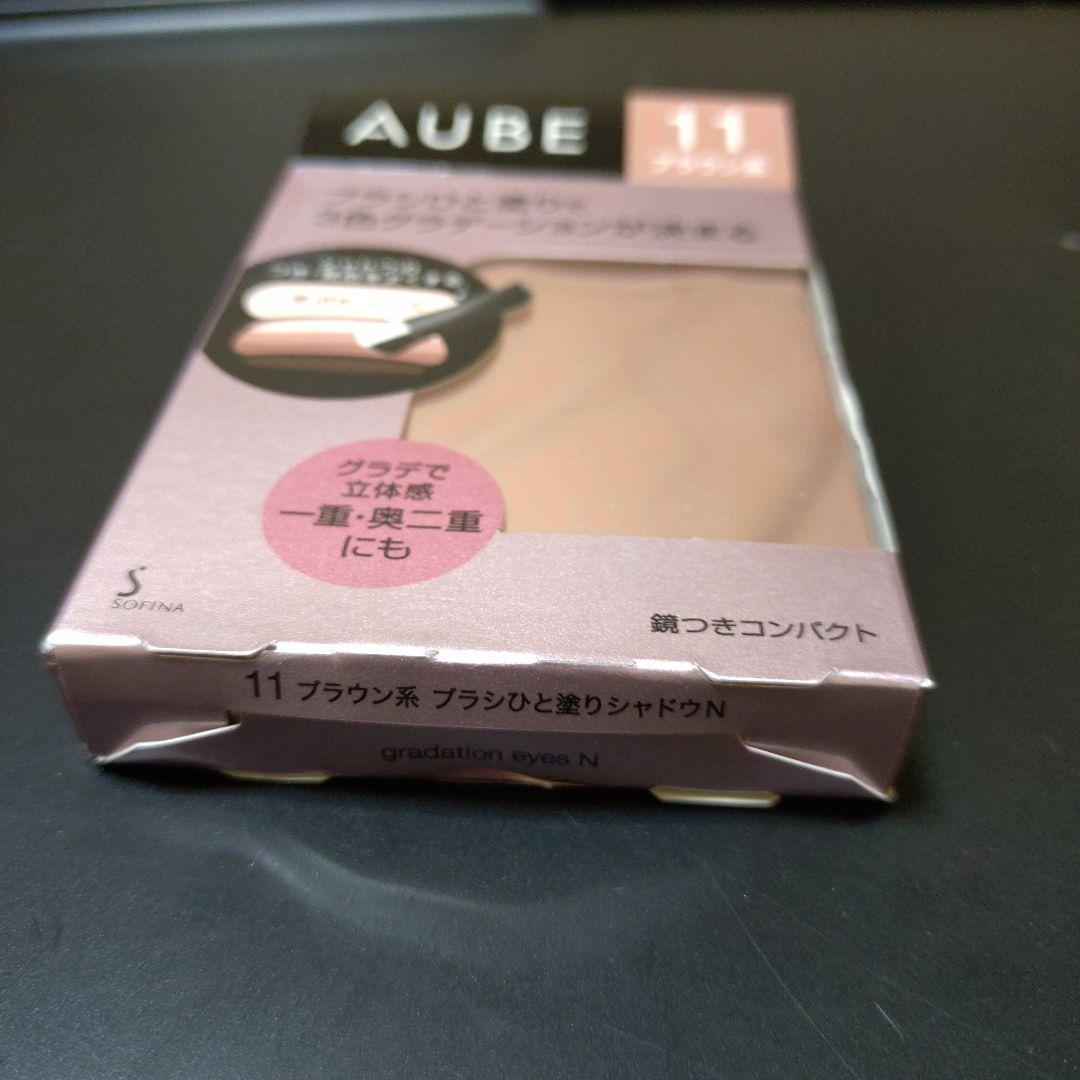 AUBE
11
ブラウン系
ブラシひと塗りで
3色グラデーションが決まる
グラデで
立体感
一重・奥二重
にも
SOFINA
鏡つきコンパクト
11 ブラウン系 ブラシひと塗りシャドウN
gradation eyes N